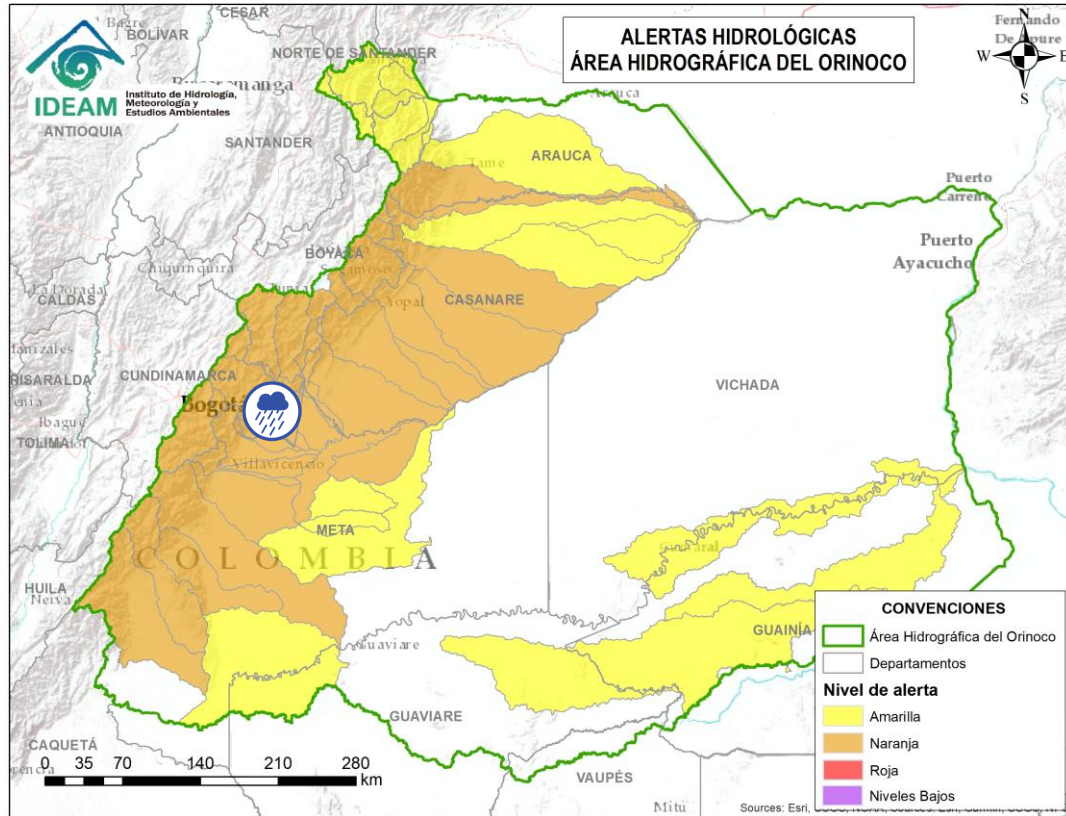 CESAR
Bagre
BOLÍVAR
NORTE DE SANTANDER
ALERTAS HIDROLÓGICAS
ÁREA HIDROGRÁFICA DEL ORINOCO
N
W
E
S
IDEAM
Instituto de Hidrología,
Meteorología y
Estudios Ambientales
ANTIOQUIA
SANTANDER
Arauca
Tame
ARAUCA
Puerto
Carreño
Puerto
Ayacucho
BOYACÁ
Chiquinquira
La Dorada
CALDAS
Yopal
CASANARE
RISARALDA
CUNDINAMARCA
Bogotá
VICHADA
Ibagué
TOLIMA
Villavicencio
META
COLOMBIA
HUILA
Neiva
Guaviare
GUAINÍA
GUAVIARE
CAQUETÁ
VAUPÉS
Mitú
0 35 70 140 210 280
km
CONVENCIONES
Área Hidrográfica del Orinoco
Departamentos
Nivel de alerta
Amarilla
Naranja
Roja
Niveles Bajos
Sources: Esri,